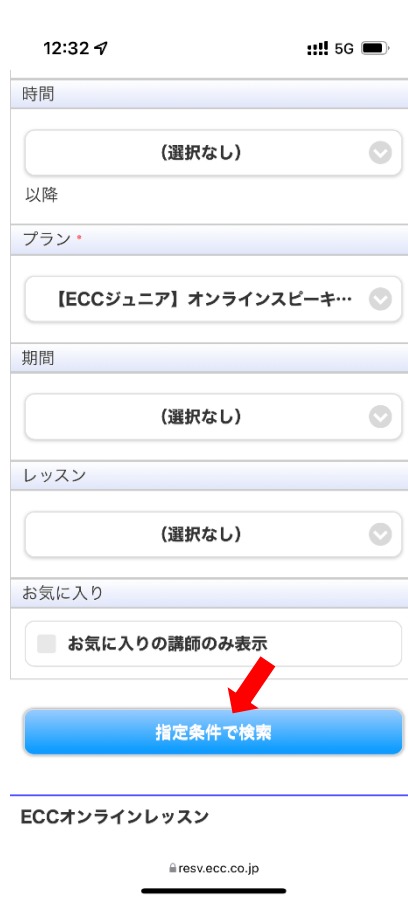 12:32
5G
時間
(選択なし)
以降
プラン *
【ECCジュニア】オンラインスピーキ…
期間
(選択なし)
レッスン
(選択なし)
お気に入り
お気に入りの講師のみ表示
指定条件で検索
ECCオンラインレッスン
resv.ecc.co.jp